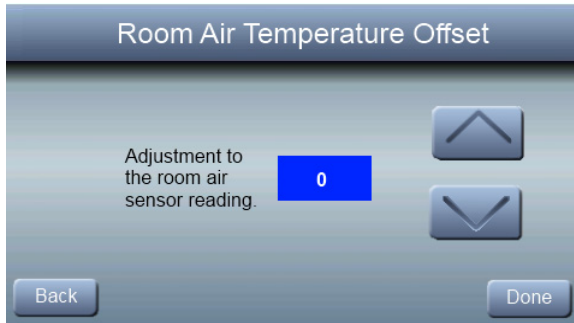 Room Air Temperature Offset
Adjustment to
the room air
sensor reading.
0
Back
Done